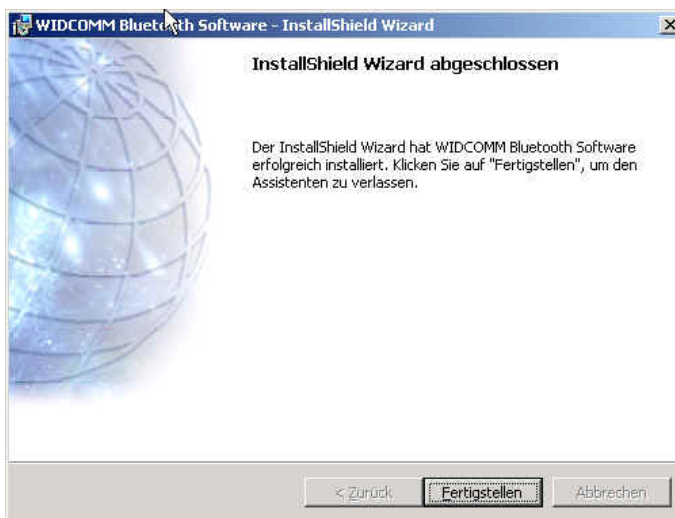 WIDCOMM Bluetooth Software - InstallShield Wizard
InstallShield Wizard abgeschlossen
Der InstallShield Wizard hat WIDCOMM Bluetooth Software
erfolgreich installiert. Klicken Sie auf "Fertigstellen", um den
Assistenten zu verlassen.
< Zurück
Fertigstellen
Abbrechen